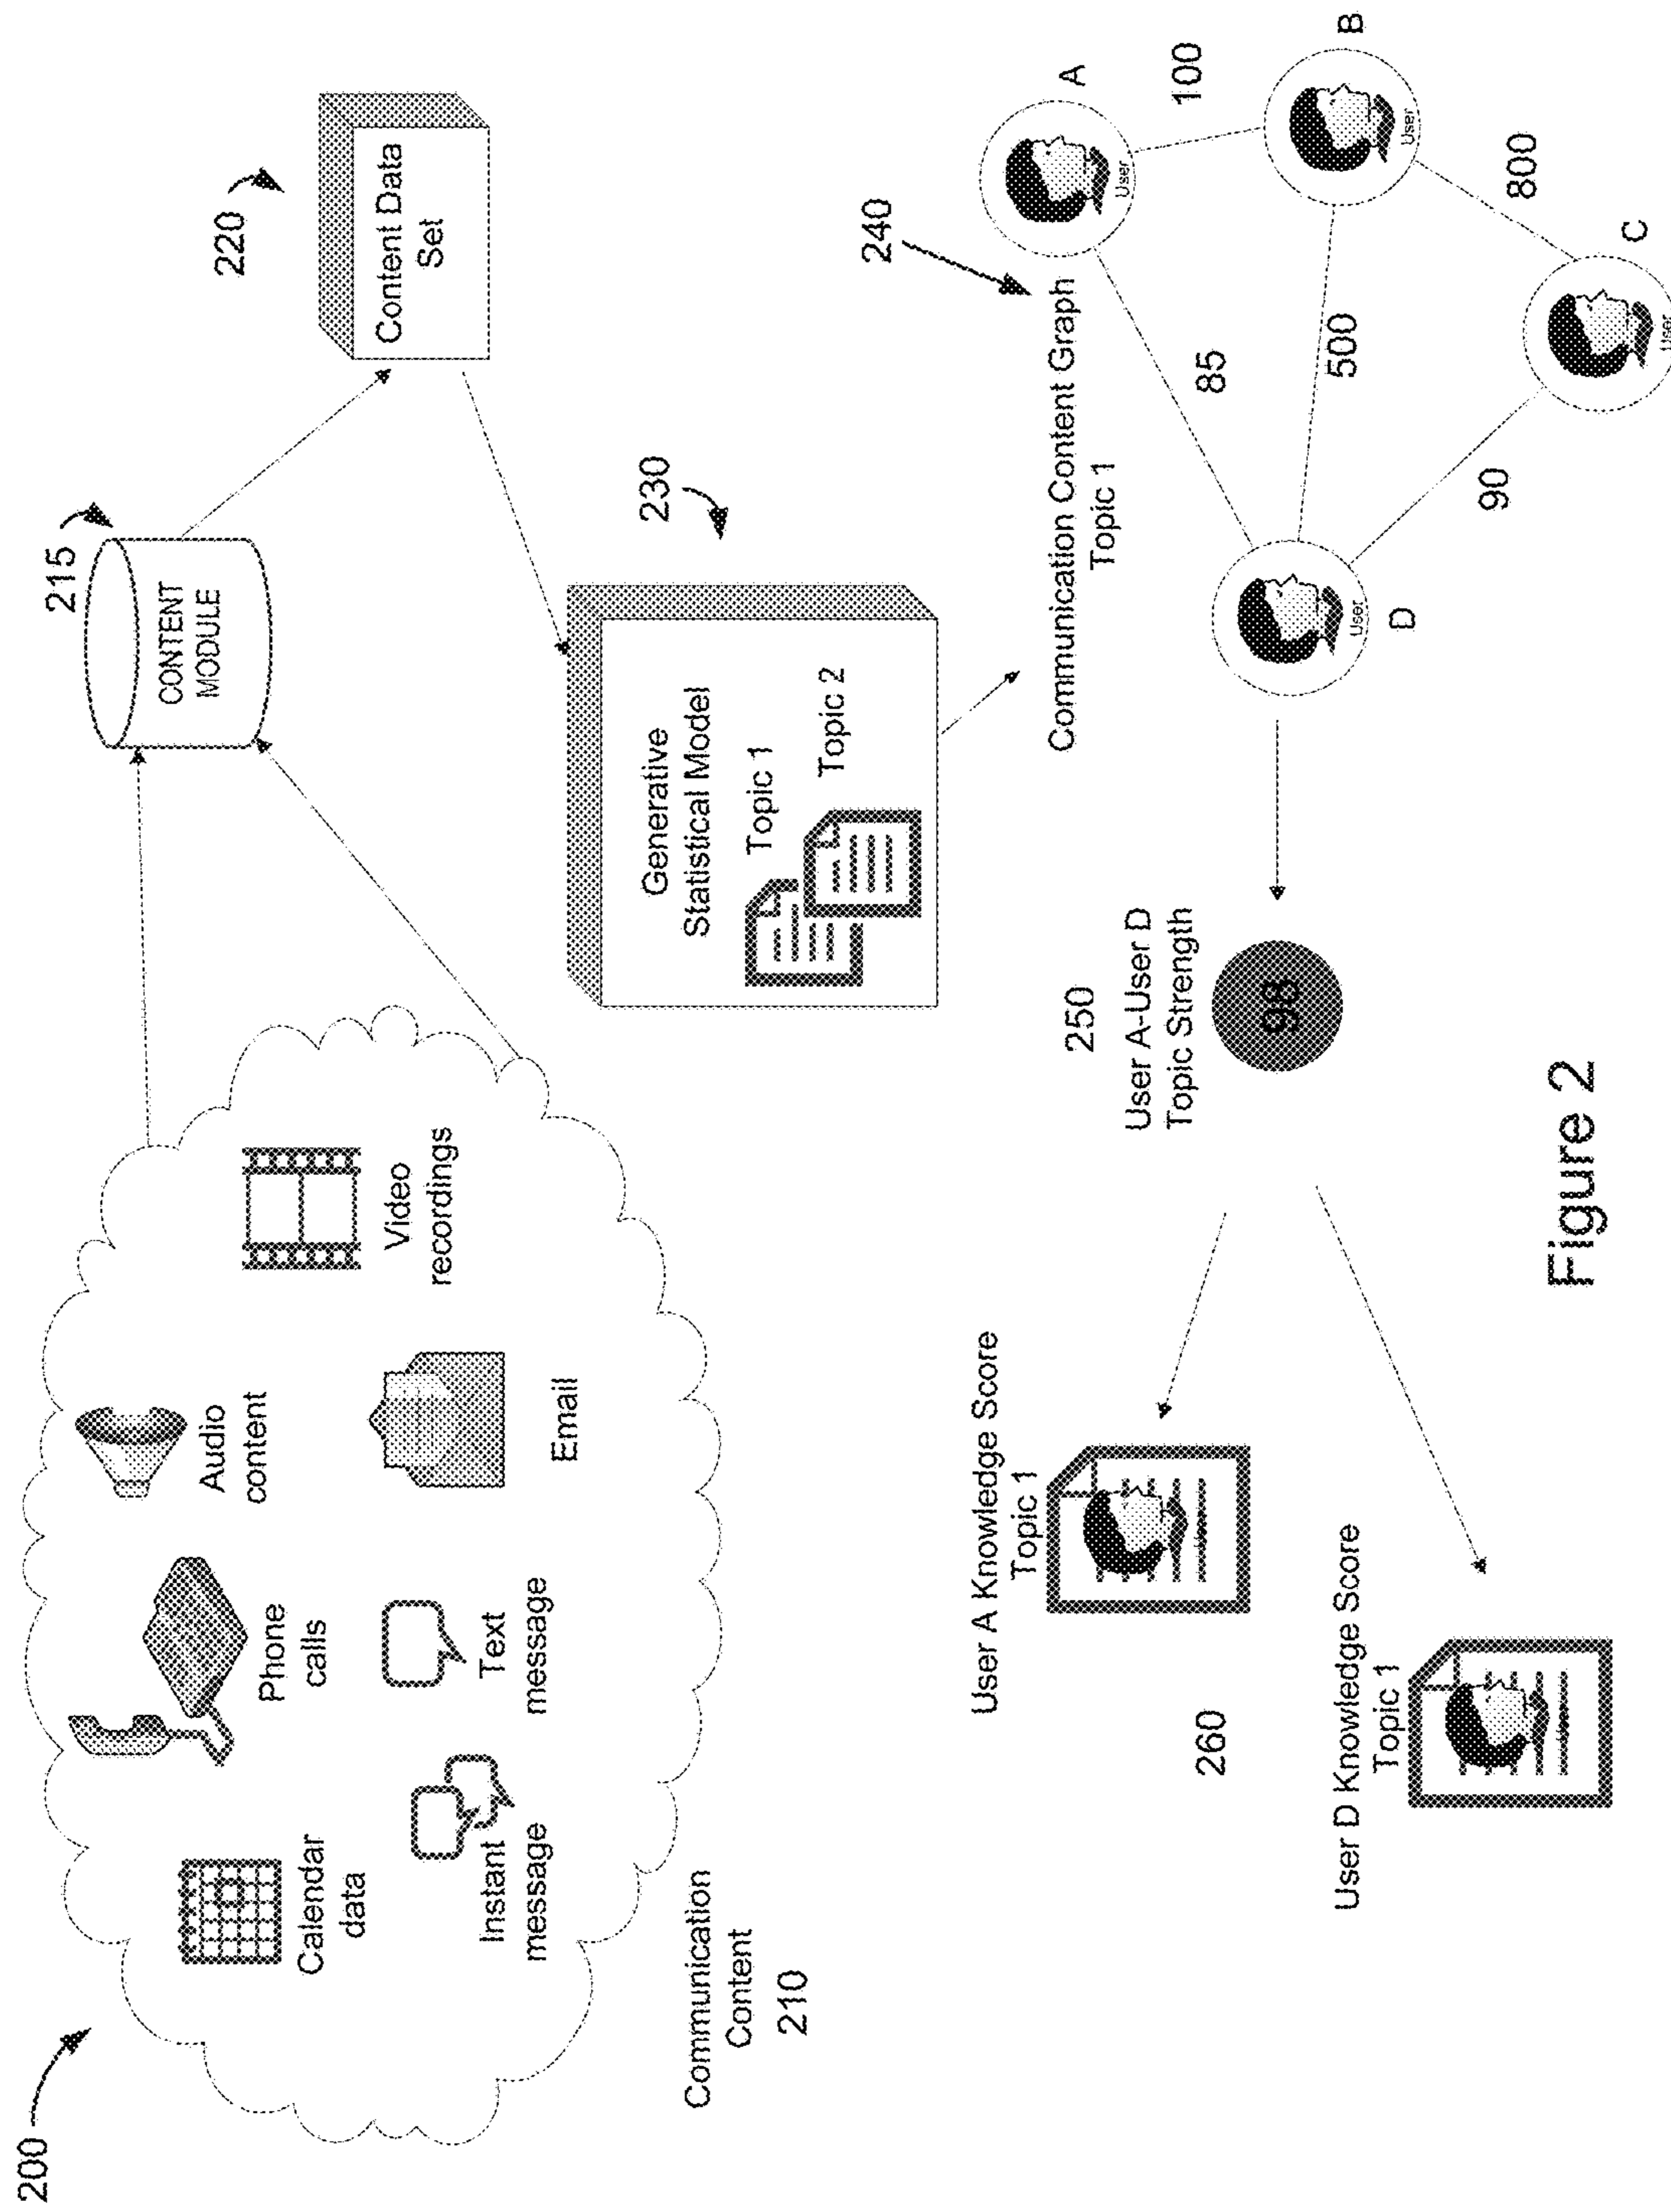 200
Calendar
data
Phone
calls
Audio
content
Video
recordings
Instant
message
Text
message
Email
Communication
Content
210
215
CONTENT
MODULE
220
Content Data
Set
230
Generative
Statistical Model
Topic 1
Topic 2
240
Communication Content Graph
Topic 1
User
A
100
User
B
85
500
800
User
D
90
User
C
250
User A-User D
Topic Strength
98
User A Knowledge Score
Topic 1
User
260
User D Knowledge Score
Topic 1
User
Figure 2